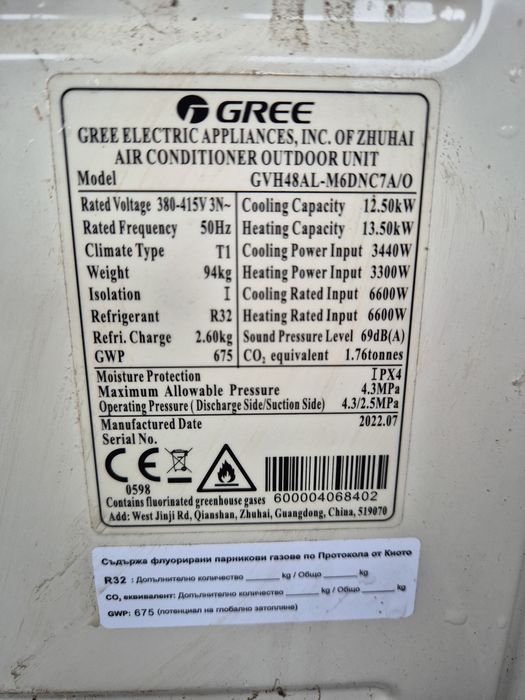 GREE
GREE ELECTRIC APPLIANCES, INC. OF ZHUHAI
AIR CONDITIONER OUTDOOR UNIT
Model GVH48AL-M6DNC7A/O
Rated Voltage 380-415V 3N~ Cooling Capacity 12.50kW
Rated Frequency 50Hz Heating Capacity 13.50kW
Climate Type T1 Cooling Power Input 3440W
Weight 94kg Heating Power Input 3300W
Isolation I Cooling Rated Input 6600W
Refrigerant R32 Heating Rated Input 6600W
Refri. Charge 2.60kg Sound Pressure Level 69dB(A)
GWP 675 CO₂ equivalent 1.76tonnes
Moisture Protection IPX4
Maximum Allowable Pressure 4.3MPa
Operating Pressure ( Discharge Side/Suction Side) 4.3/2.5MPa
Manufactured Date 2022.07
Serial No.
CE
0598
600004068402
Contains fluorinated greenhouse gases
Add: West Jinji Rd, Qianshan, Zhuhai, Guangdong, China, 519070
Съдържа флуорирани парникови газове по Протокола от Киото
R32 : Допълнително количество ______ kg / Общо ______ kg
CO₂ еквивалент: Допълнително количество ______ kg / Общо ______ kg
GWP: 675 (потенциал на глобално затопляне)